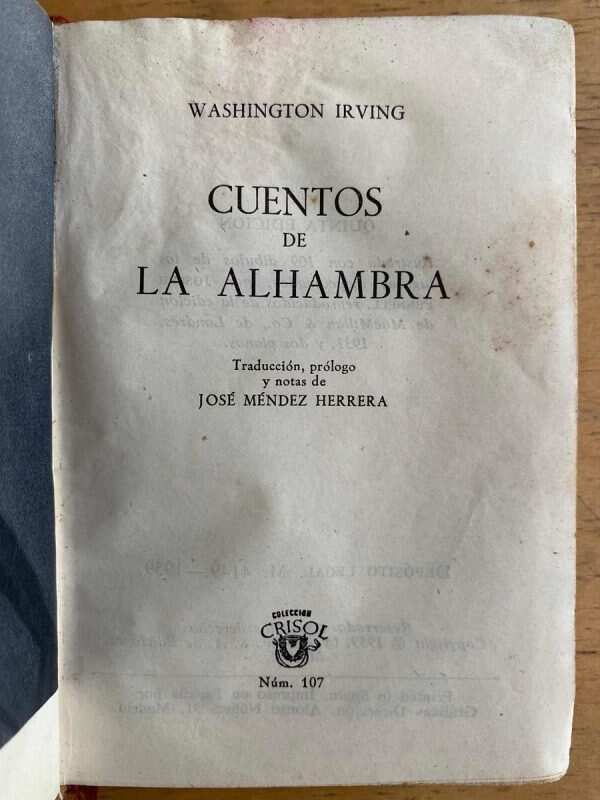 WASHINGTON IRVING
CUENTOS
DE
LA ALHAMBRA
Traducción, prólogo
y notas de
JOSÉ MÉNDEZ HERRERA
COLECCION
CRISOL
Núm. 107